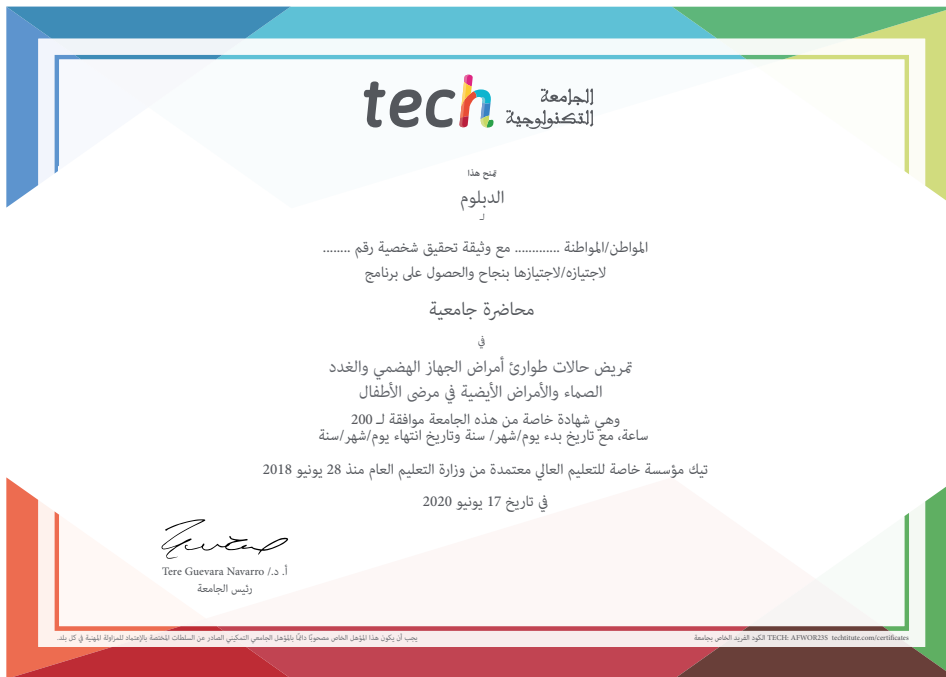 tech الجامعة
التكنولوجية
يمنح هذا
الدبلوم
لـ
المواطن/المواطنة ............. مع وثيقة تحقيق شخصية رقم ........
لاجتيازه/لاجتيازها بنجاح والحصول على برنامج
محاضرة جامعية
في
تمريض حالات طوارئ أمراض الجهاز الهضمي والغدد
الصماء والأمراض الأيضية في مرضى الأطفال
وهي شهادة خاصة من هذه الجامعة موافقة لـ 200
ساعة، مع تاريخ بدء يوم/شهر/ سنة وتاريخ انتهاء يوم/شهر/سنة
تيك مؤسسة خاصة للتعليم العالي معتمدة من وزارة التعليم العام منذ 28 يونيو 2018
في تاريخ 17 يونيو 2020
أ. د./ Tere Guevara Navarro
رئيس الجامعة
الكود الفريد الخاص بجامعة TECH: AFWOR23S techtitute.com/certificates
يجب أن يكون هذا المؤهل الخاص مصحوبًا دائمًا بالمؤهل الجامعي التمكيني الصادر عن السلطات المختصة بالإعتماد للمزاولة المهنية في كل بلد.